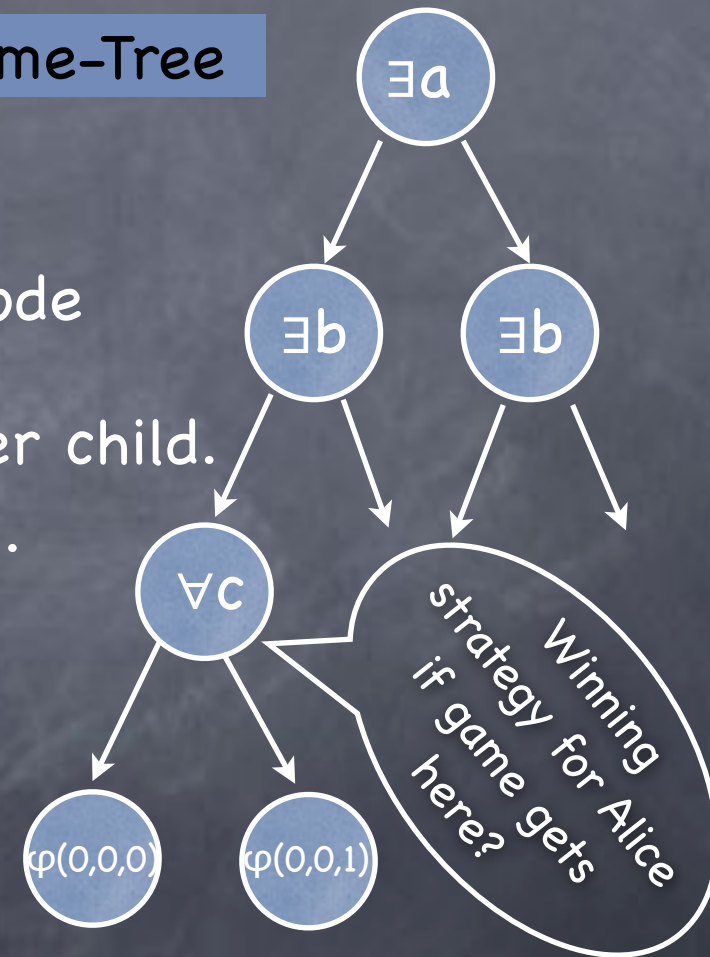 me-Tree
∃a
ode
∃b
∃b
er child.
.
∀c
Winning
strategy for Alice
if game gets
here?
φ(0,0,0)
φ(0,0,1)